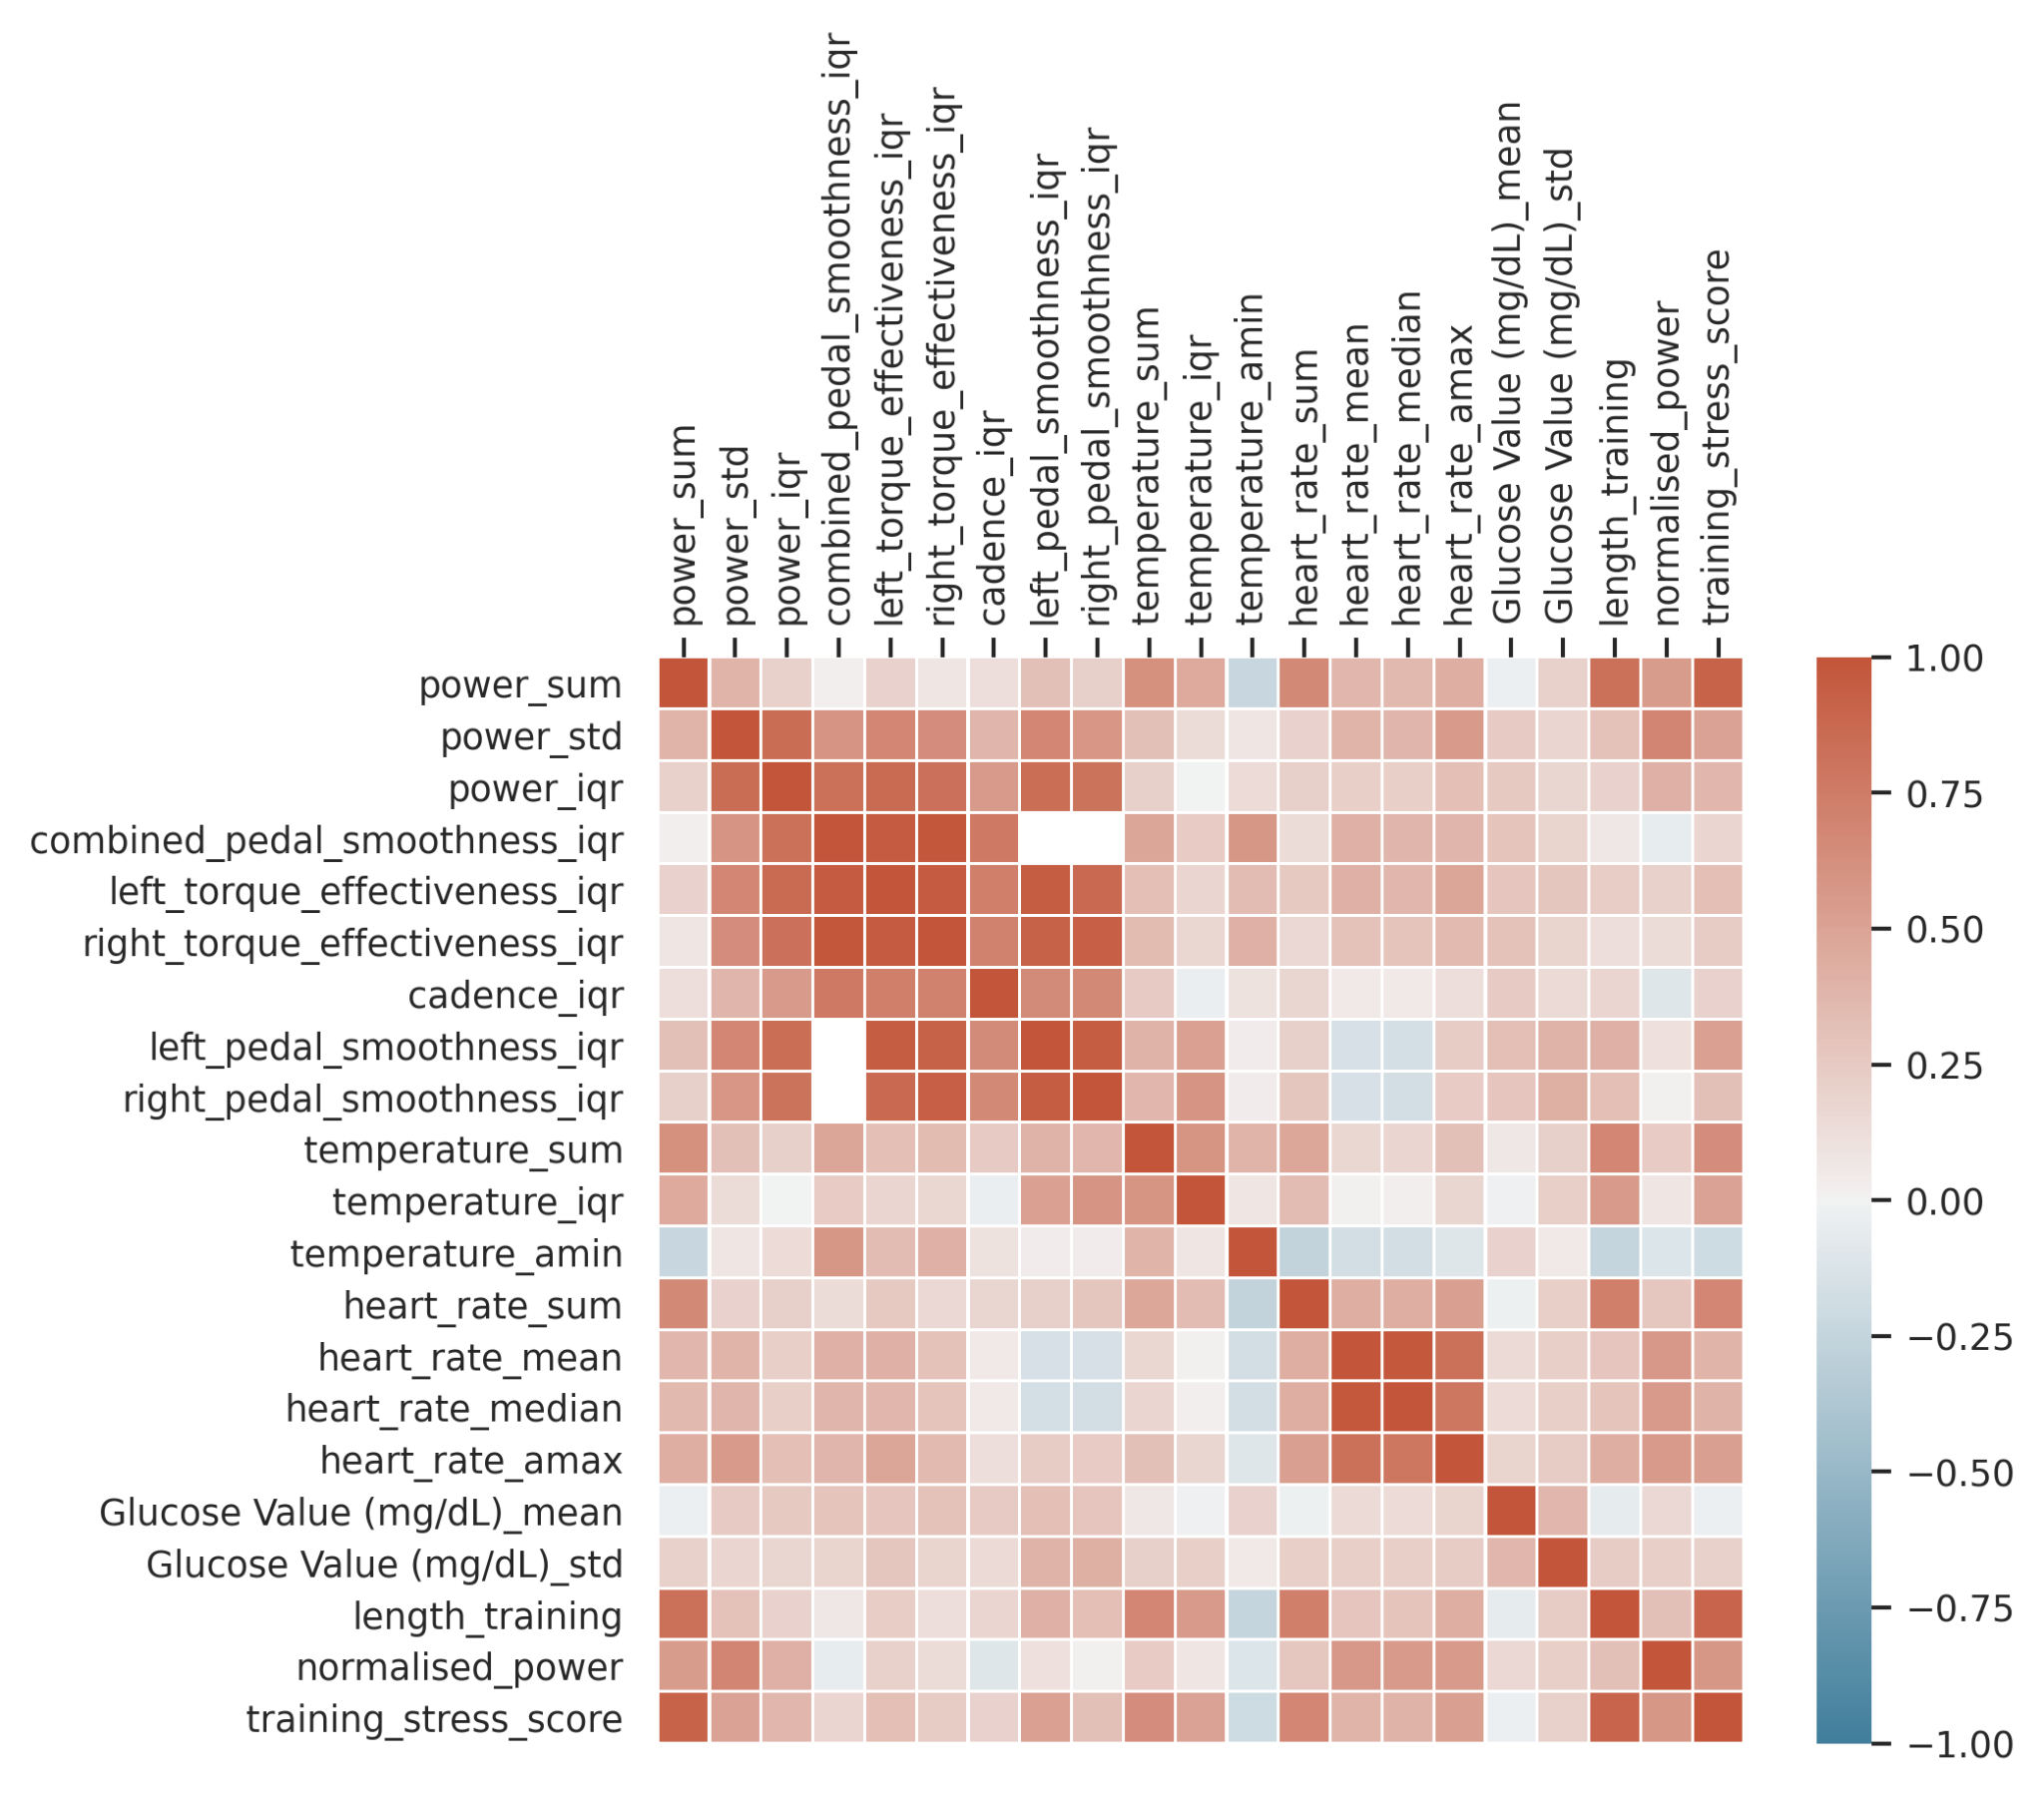 power_sum
power_std
power_iqr
combined_pedal_smoothness_iqr
left_torque_effectiveness_iqr
right_torque_effectiveness_iqr
cadence_iqr
left_pedal_smoothness_iqr
right_pedal_smoothness_iqr
temperature_sum
temperature_iqr
temperature_amin
heart_rate_sum
heart_rate_mean
heart_rate_median
heart_rate_amax
Glucose Value (mg/dL)_mean
Glucose Value (mg/dL)_std
length_training
normalised_power
training_stress_score
power_sum
power_std
power_iqr
combined_pedal_smoothness_iqr
left_torque_effectiveness_iqr
right_torque_effectiveness_iqr
cadence_iqr
left_pedal_smoothness_iqr
right_pedal_smoothness_iqr
temperature_sum
temperature_iqr
temperature_amin
heart_rate_sum
heart_rate_mean
heart_rate_median
heart_rate_amax
Glucose Value (mg/dL)_mean
Glucose Value (mg/dL)_std
length_training
normalised_power
training_stress_score
1.00
0.75
0.50
0.25
0.00
−0.25
−0.50
−0.75
−1.00